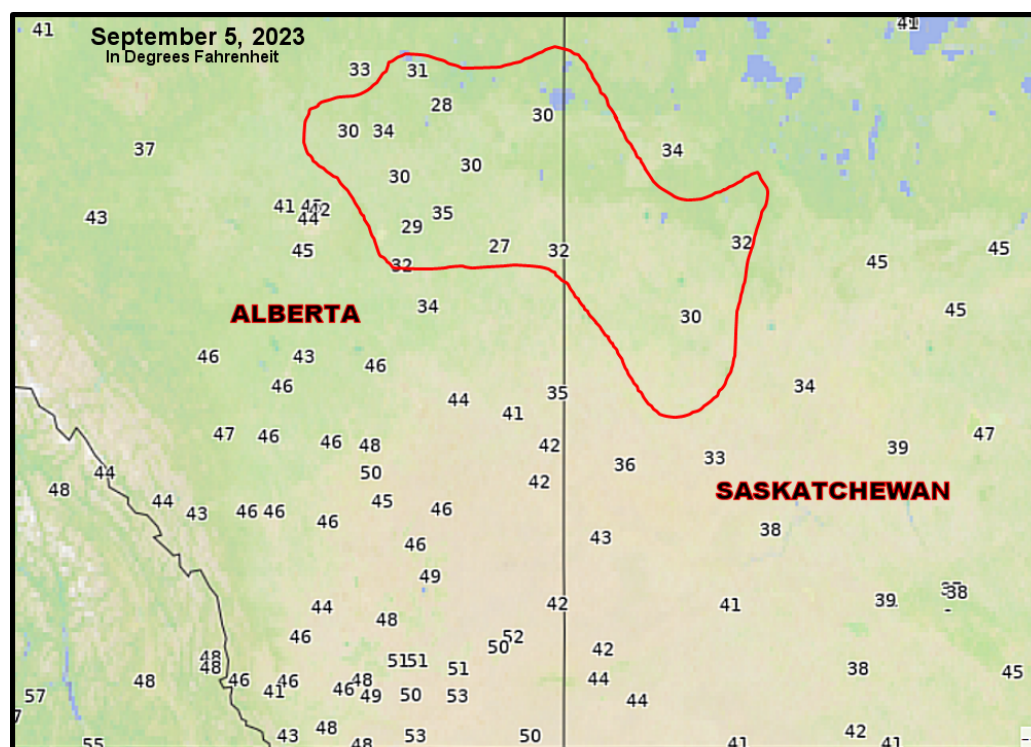 41 41
September 5, 2023
In Degrees Fahrenheit
33 31
28
30
30 34
37 34
30
30
41 42
43 44 35
29
45 27 32 32 45
32 45
34 45
ALBERTA
30
46 43
46
46 35 34
44 41
47 46 46 48 42 39 47
36 33
44 50
48 42 SASKATCHEWAN
44 43 46 46 45 46
46 38
46 43
49
44 42 41 39 38
48
46 50 52
48 51 51 42
48 51 38 45
48 46 46 48 44
57 41 46 49 50 53 44
7
43 48 53 50 42
55 48 41 41